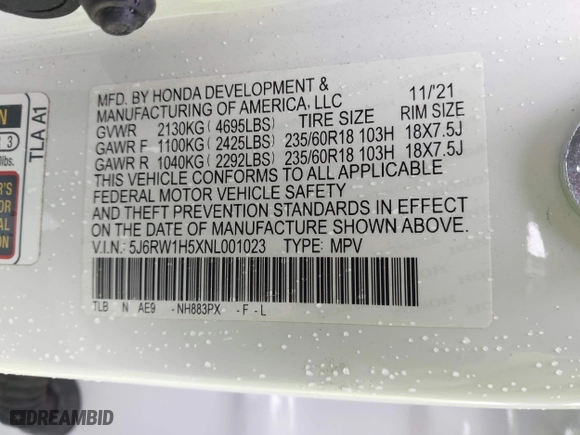 MFD. BY HONDA DEVELOPMENT &
MANUFACTURING OF AMERICA, LLC 11/'21
GVWR 2130KG( 4695LBS) TIRE SIZE RIM SIZE
GAWR F 1100KG( 2425LBS) 235/60R18 103H 18X7.5J
GAWR R 1040KG( 2292LBS) 235/60R18 103H 18X7.5J
THIS VEHICLE CONFORMS TO ALL APPLICABLE
FEDERAL MOTOR VEHICLE SAFETY
AND THEFT PREVENTION STANDARDS IN EFFECT
ON THE DATE OF MANUFACTURE SHOWN ABOVE.
V.I.N.: 5J6RW1H5XNL001023 TYPE: MPV
TLB N AE9 -NH883PX -F-L
TLA A1
3
lbs.
DREAMBID